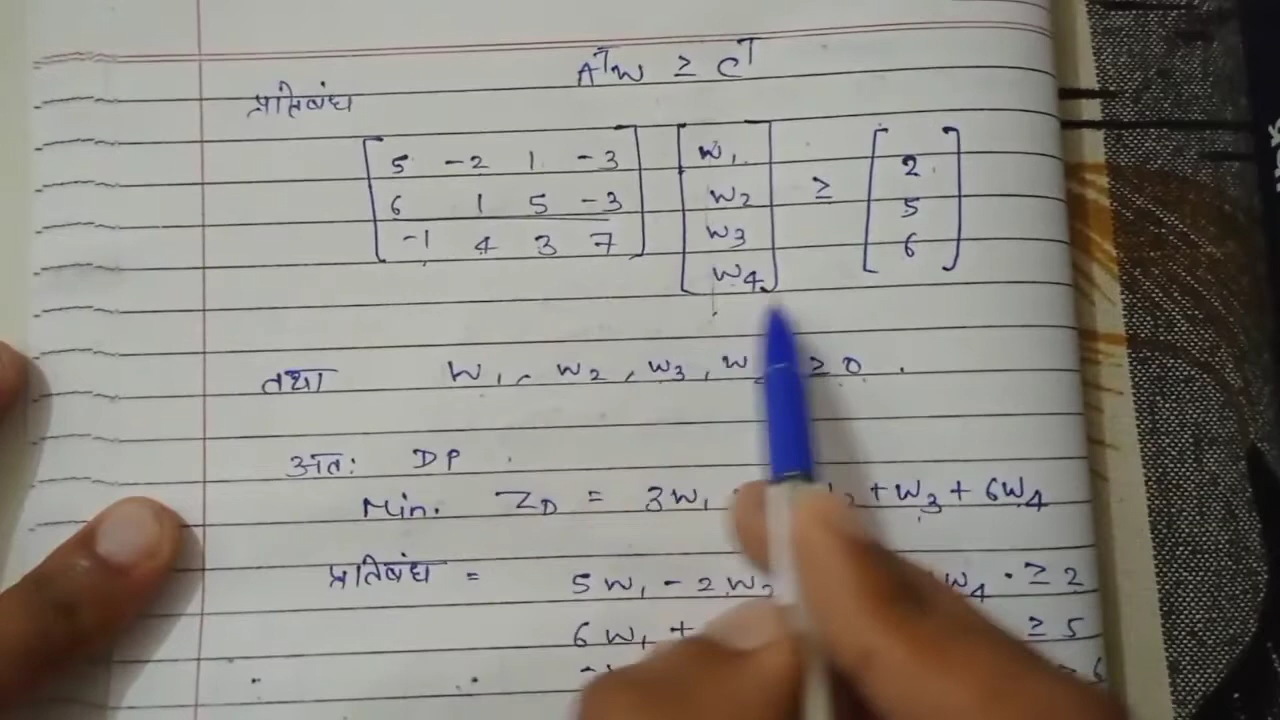 AᵀW ≥ Cᵀ
प्रतिबंध
5 -2 1 -3 W₁ 2
6 1 5 -3 W₂ ≥ 5
-1 4 3 7 W₃ 6
W₄
तथा W₁, W₂, W₃, W ≥ 0 .
अतः DP .
Min. Z_D = 3W₁ + W₃ + 6W₄
प्रतिबंध = 5W₁ - 2W₂ W₄ ≥ 2
6W₁ + ≥ 5